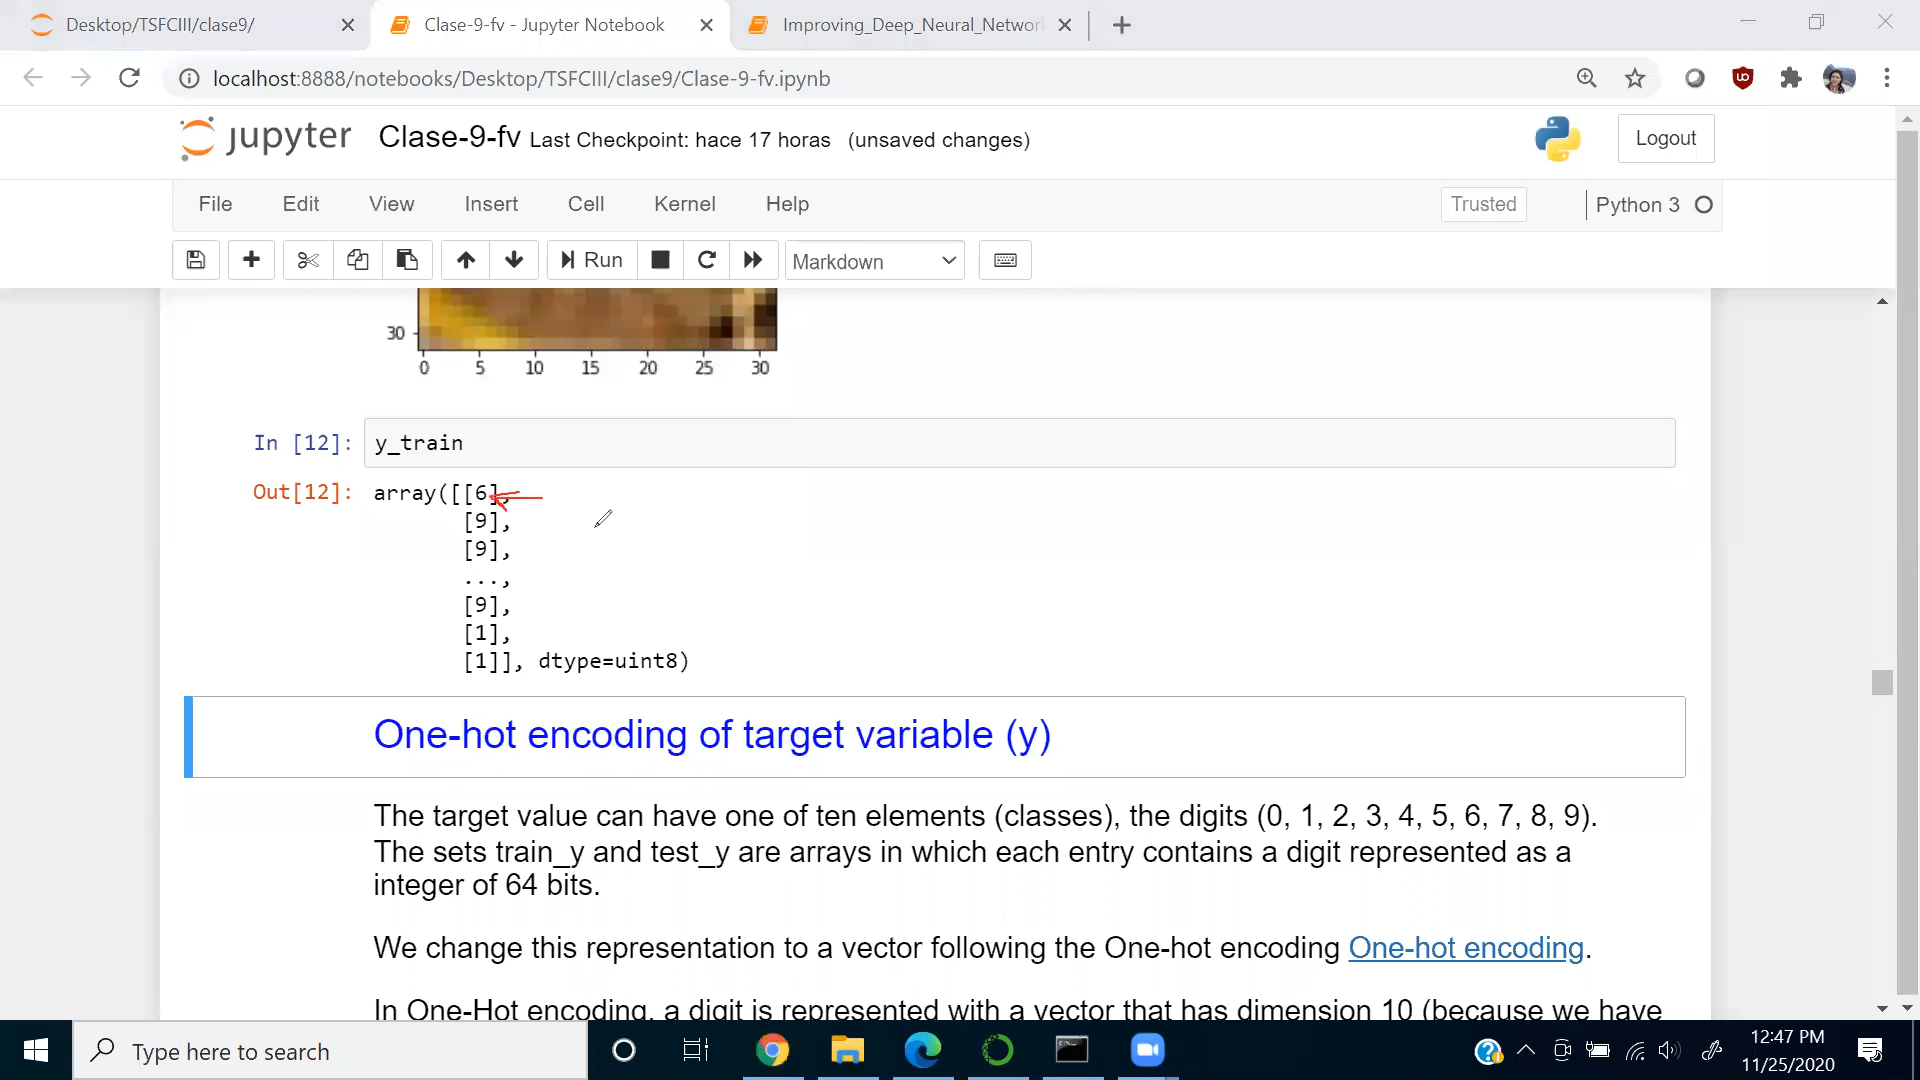 Desktop/TSFCIII/clase9/
Clase-9-fv - Jupyter Notebook
Improving_Deep_Neural_Network
localhost:8888/notebooks/Desktop/TSFCIII/clase9/Clase-9-fv.ipynb
jupyter Clase-9-fv Last Checkpoint: hace 17 horas (unsaved changes)
Logout
File Edit View Insert Cell Kernel Help
Trusted
Python 3
Run
Markdown
30
0 5 10 15 20 25 30
In [12]: y_train
Out[12]: array([[6],
[9],
[9],
...,
[9],
[1],
[1]], dtype=uint8)
One-hot encoding of target variable (y)
The target value can have one of ten elements (classes), the digits (0, 1, 2, 3, 4, 5, 6, 7, 8, 9).
The sets train_y and test_y are arrays in which each entry contains a digit represented as a
integer of 64 bits.
We change this representation to a vector following the One-hot encoding One-hot encoding.
In One-Hot encoding, a digit is represented with a vector that has dimension 10 (because we have
Type here to search
12:47 PM
11/25/2020